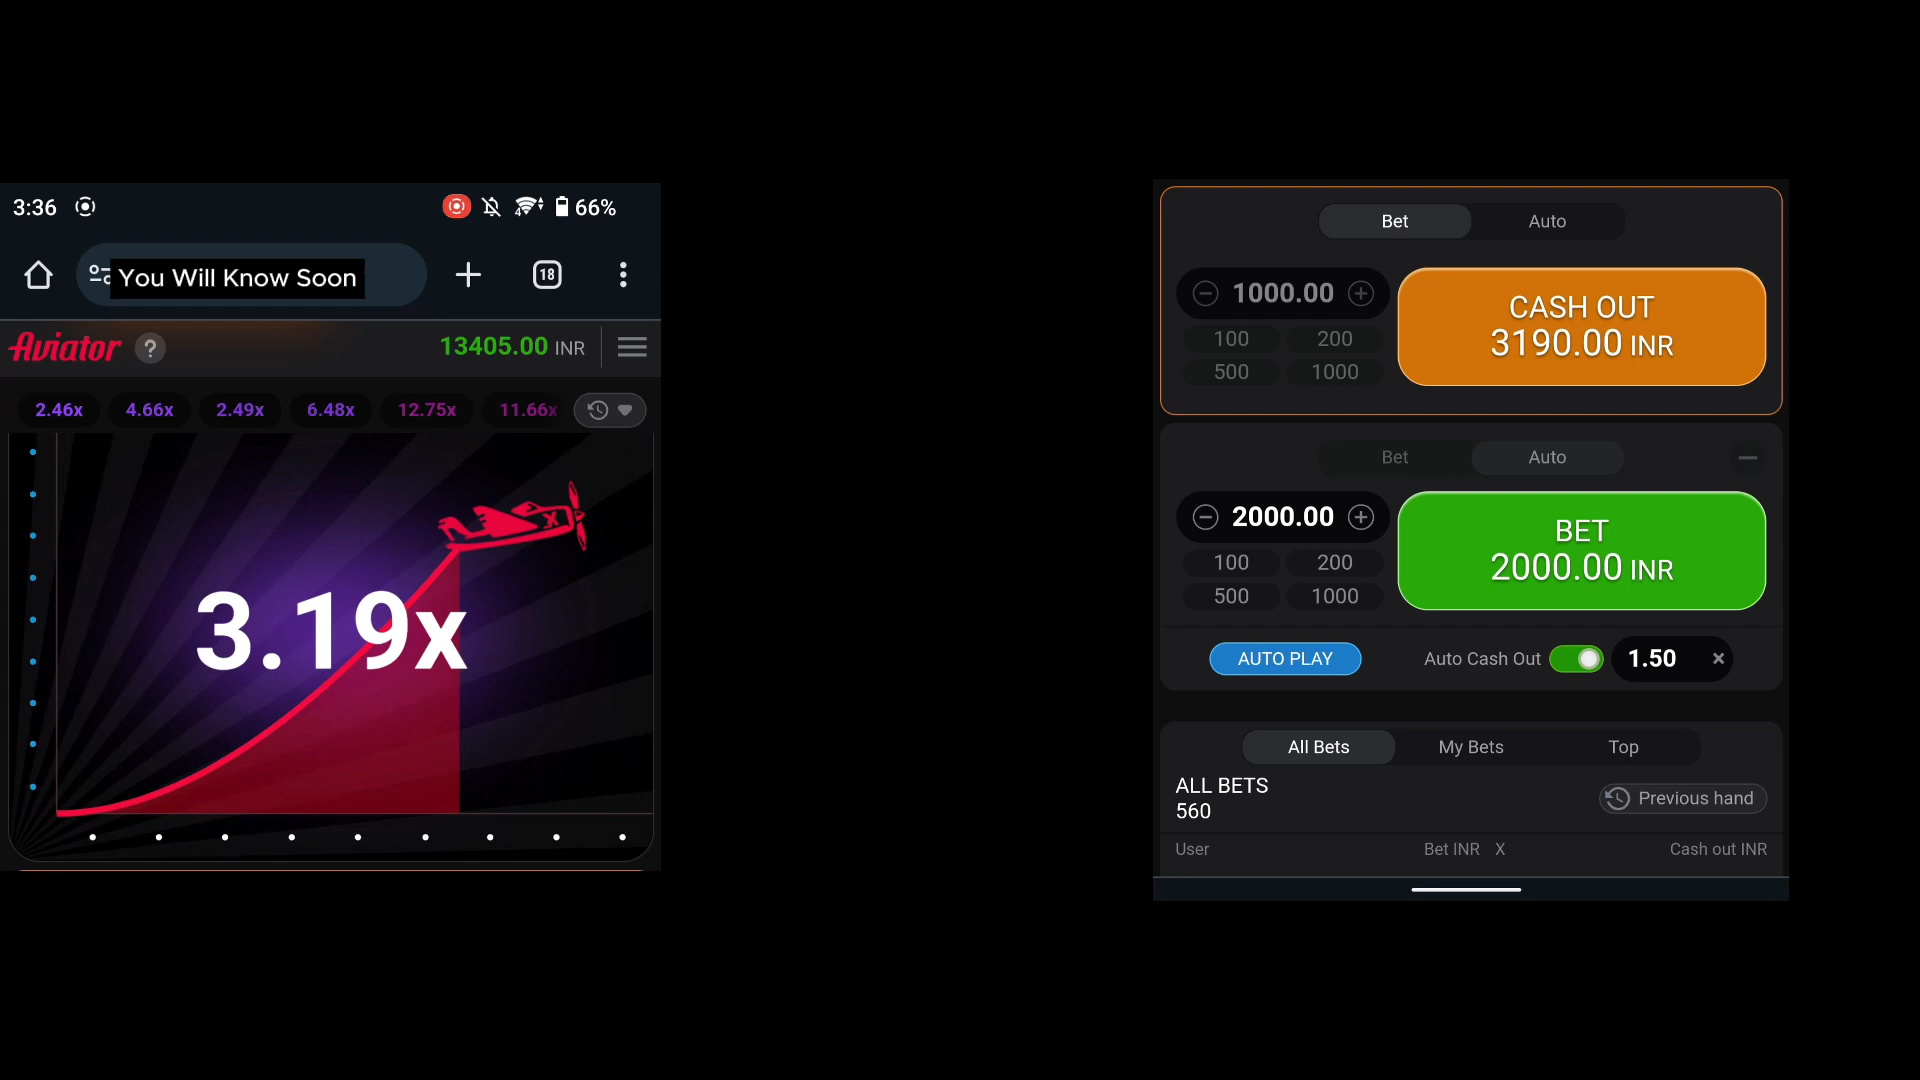 3:36
66%
You Will Know Soon
18
Aviator ?
13405.00 INR
2.46x 4.66x 2.49x 6.48x 12.75x 11.66x
3.19x
X
Bet Auto
1000.00
100 200
500 1000
CASH OUT
3190.00 INR
Bet Auto
2000.00
100 200
500 1000
BET
2000.00 INR
AUTO PLAY
Auto Cash Out 1.50
All Bets My Bets Top
ALL BETS
560
Previous hand
User Bet INR X Cash out INR